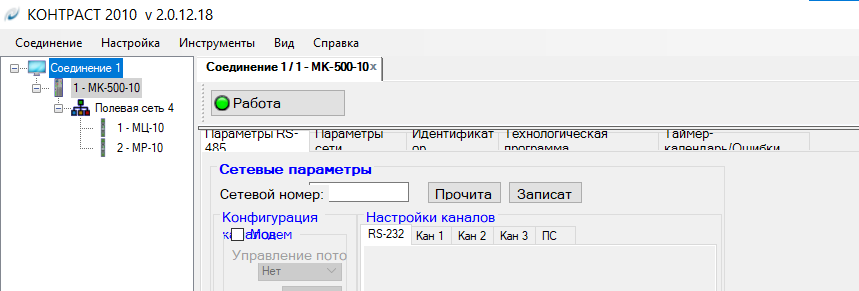 КОНТРАСТ 2010 v 2.0.12.18
Соединение Настройка Инструменты Вид Справка
Соединение 1
1 - МК-500-10
Полевая сеть 4
1 - МЦ-10
2 - МР-10
Соединение 1 / 1 - МК-500-10x
Работа
Параметры RS-485
Параметры сети
Идентификатор
Технологическая программа
Таймер-календарь/Ошибки
Сетевые параметры
Сетевой номер: Прочита Записат
Конфигурация
Модем
Управление пото
Нет
Настройки каналов
RS-232 Кан 1 Кан 2 Кан 3 ПС